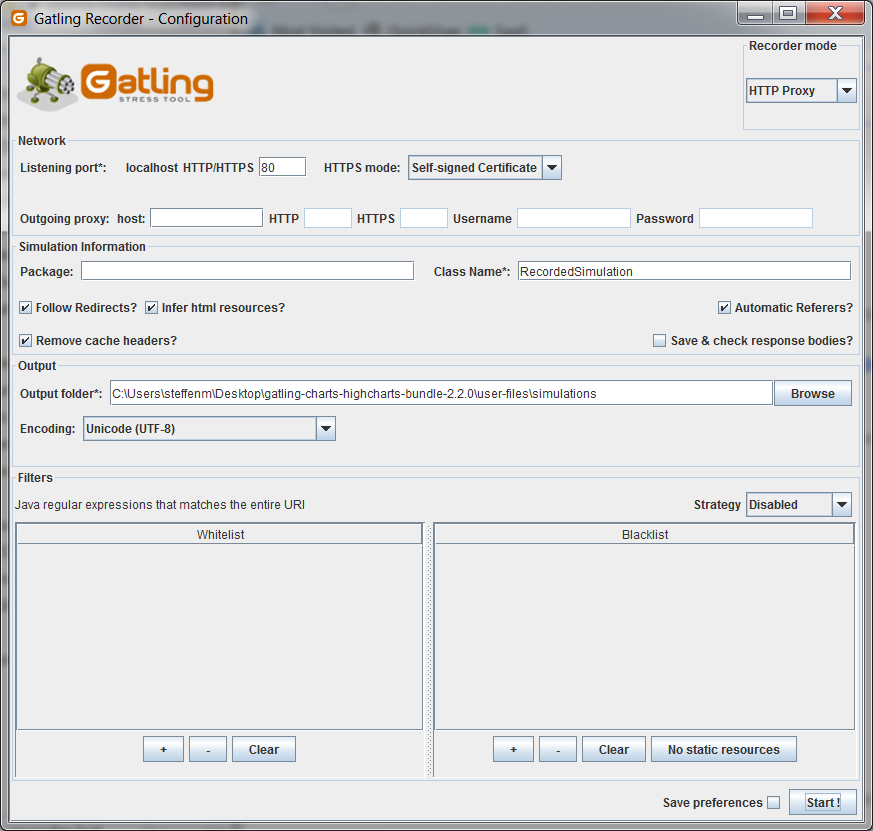 Gatling Recorder - Configuration
Recorder mode
Gatling
STRESS TOOL
HTTP Proxy
Network
Listening port*: localhost HTTP/HTTPS 80 HTTPS mode: Self-signed Certificate
Outgoing proxy: host: HTTP HTTPS Username Password
Simulation Information
Package: Class Name*: RecordedSimulation
Follow Redirects? Infer html resources? Automatic Referers?
Remove cache headers? Save & check response bodies?
Output
Output folder*: C:\Users\steffenm\Desktop\gatling-charts-highcharts-bundle-2.2.0\user-files\simulations Browse
Encoding: Unicode (UTF-8)
Filters
Java regular expressions that matches the entire URI Strategy Disabled
Whitelist Blacklist
+ - Clear + - Clear No static resources
Save preferences Start !